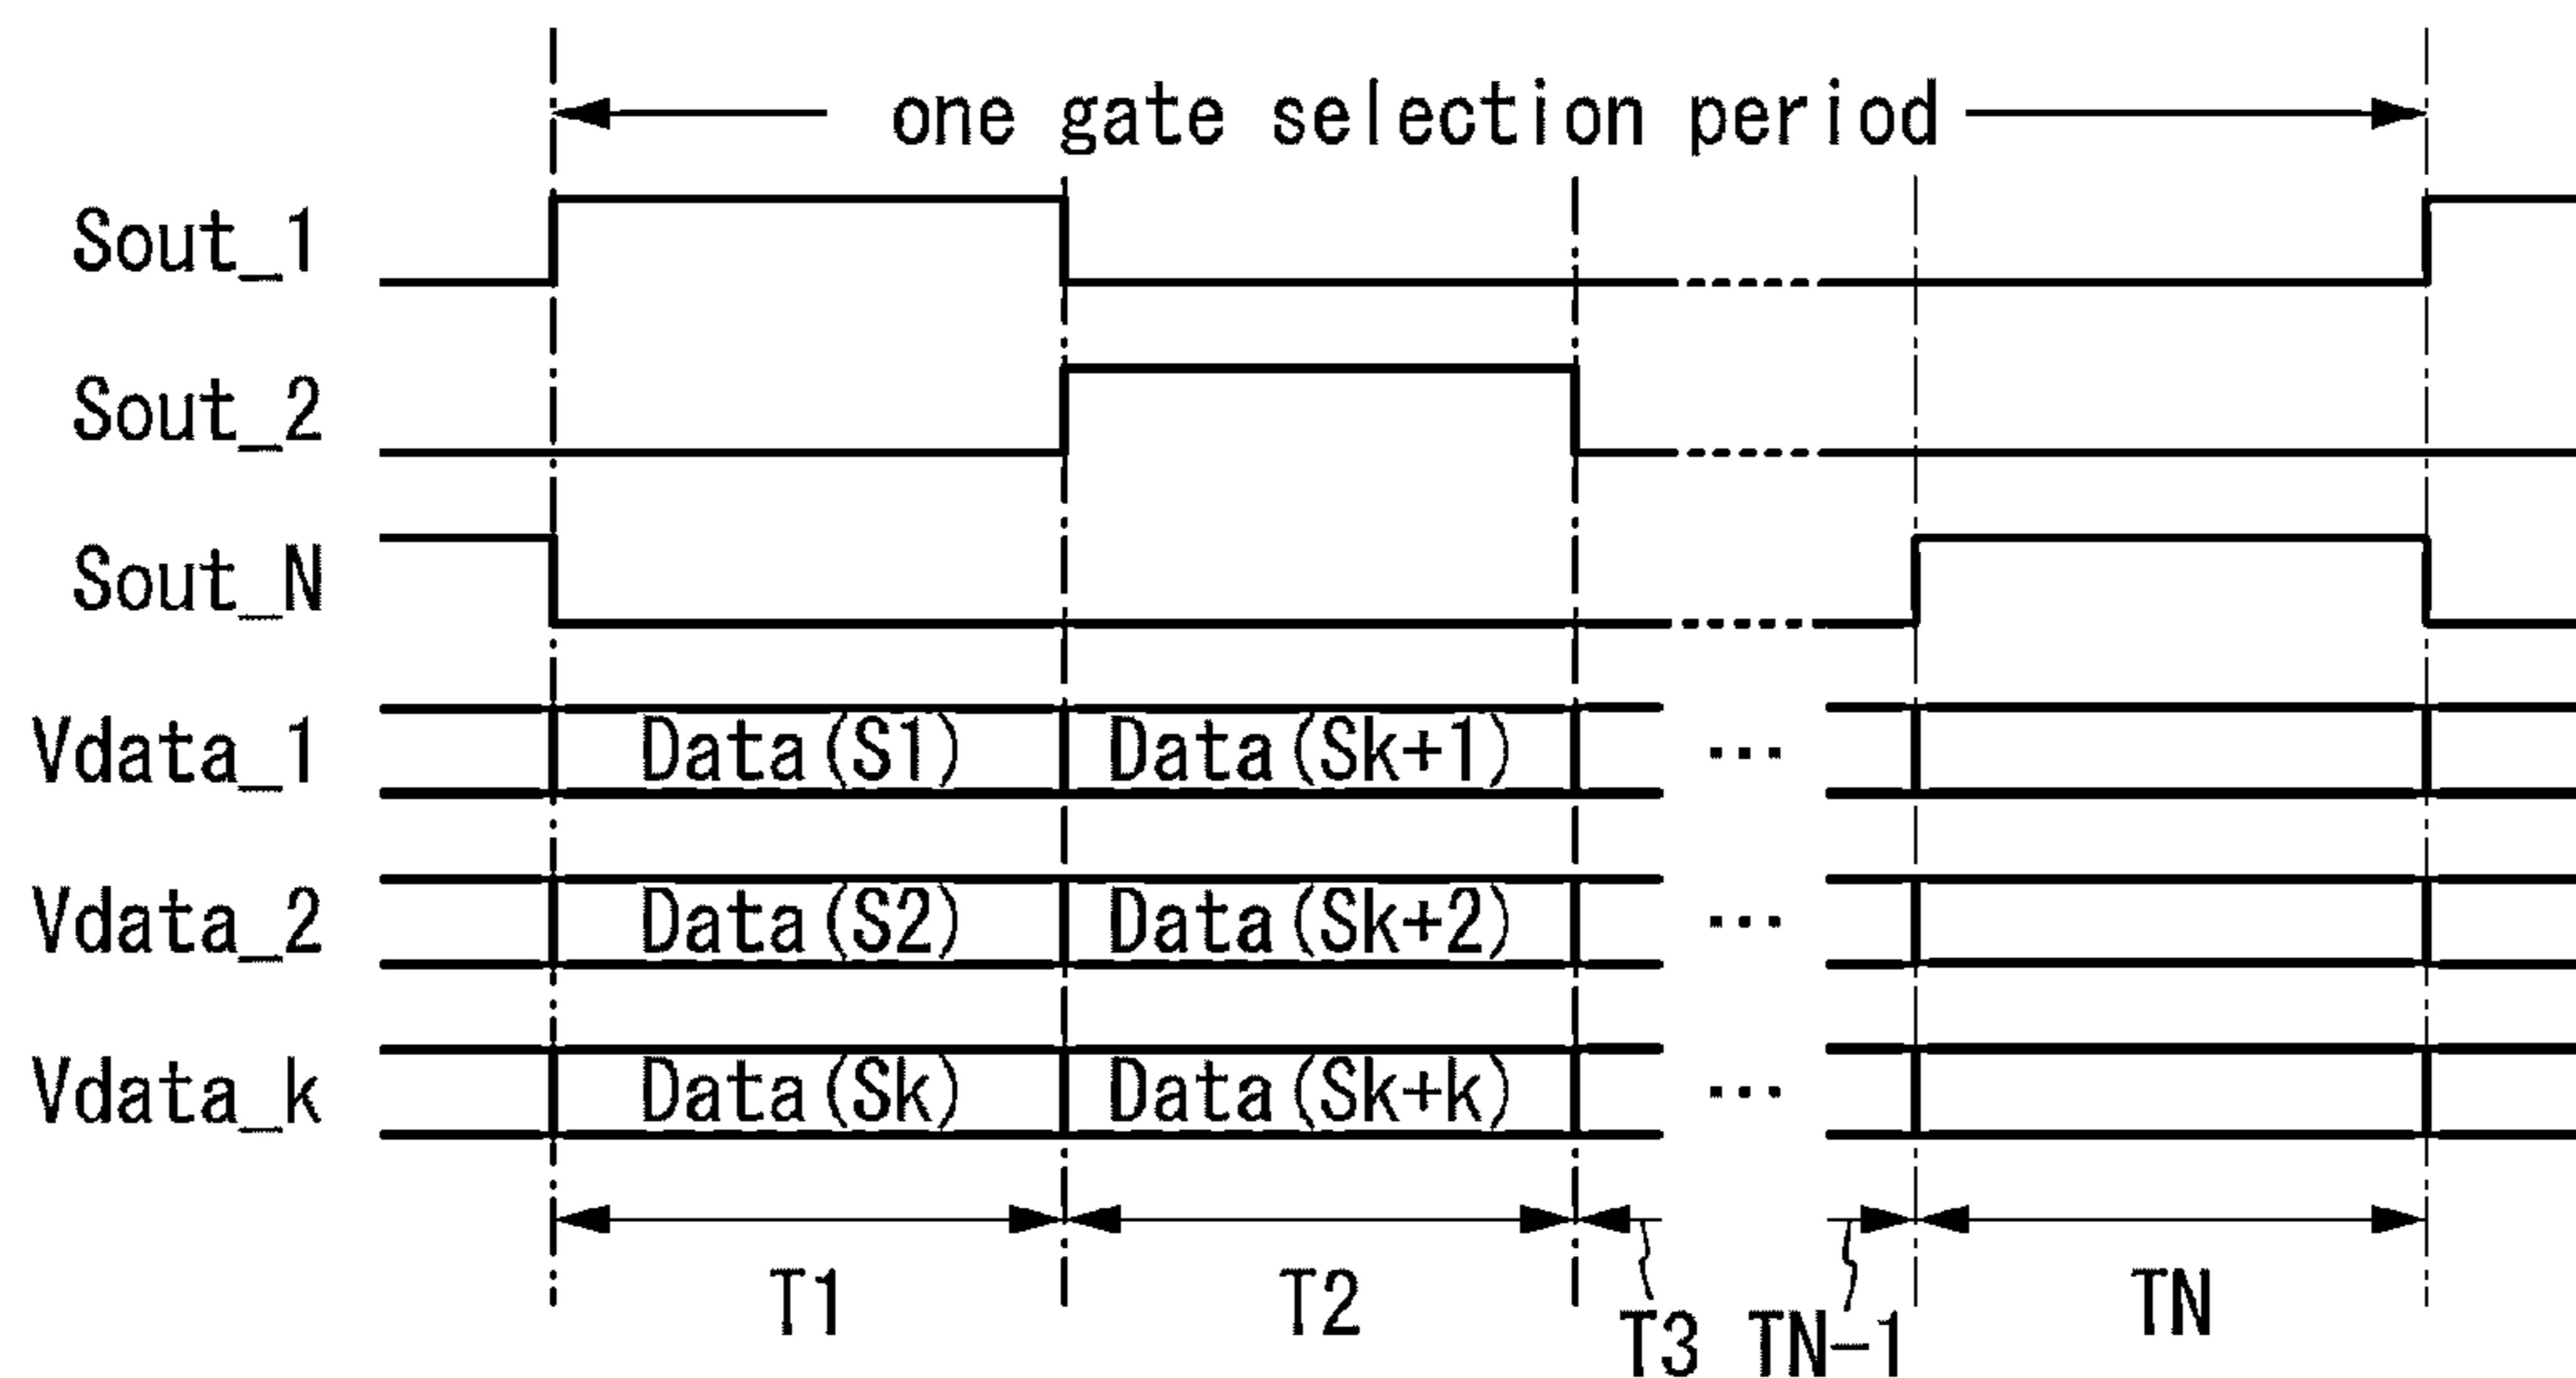 one gate selection period
Sout_1
Sout_2
Sout_N
Vdata_1 Data(S1) Data(Sk+1) ...
Vdata_2 Data(S2) Data(Sk+2) ...
Vdata_k Data(Sk) Data(Sk+k) ...
T1 T2 T3 TN-1 TN